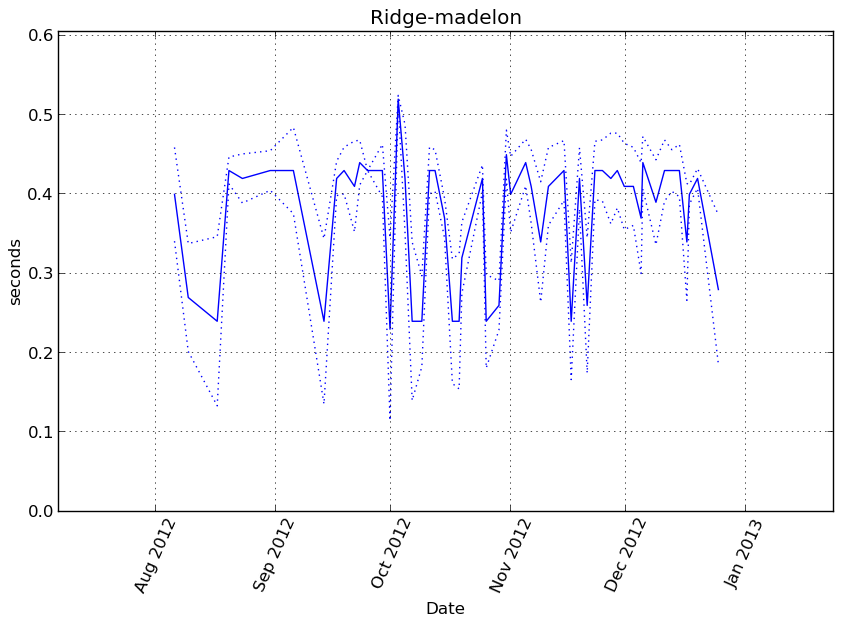 Ridge-madelon
0.6
0.5
0.4
0.3
0.2
0.1
0.0
seconds
Aug 2012
Sep 2012
Oct 2012
Nov 2012
Dec 2012
Jan 2013
Date